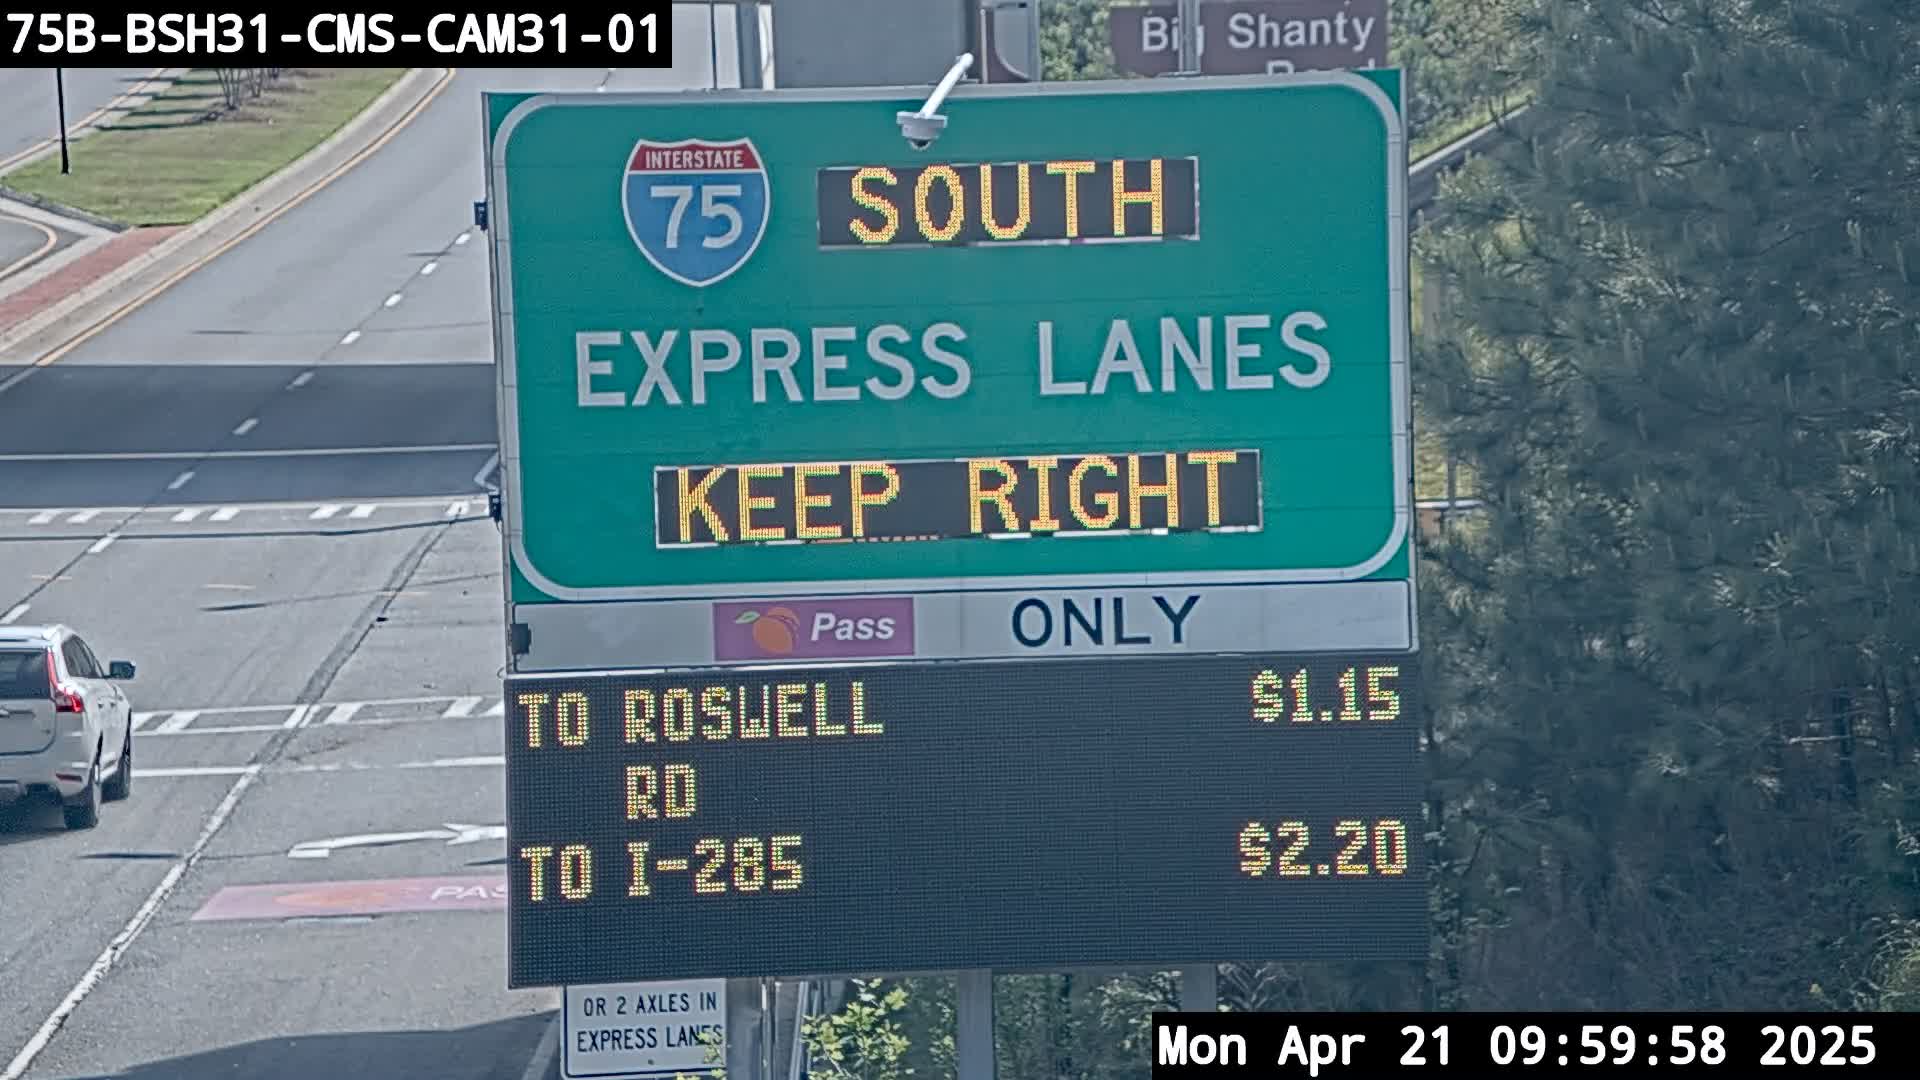 75B-BSH31-CMS-CAM31-01
Big Shanty
Road
INTERSTATE
75
SOUTH
EXPRESS LANES
KEEP RIGHT
Pass ONLY
TO ROSWELL $1.15
RD
TO I-285 $2.20
PAS
OR 2 AXLES IN
EXPRESS LANES
Mon Apr 21 09:59:58 2025